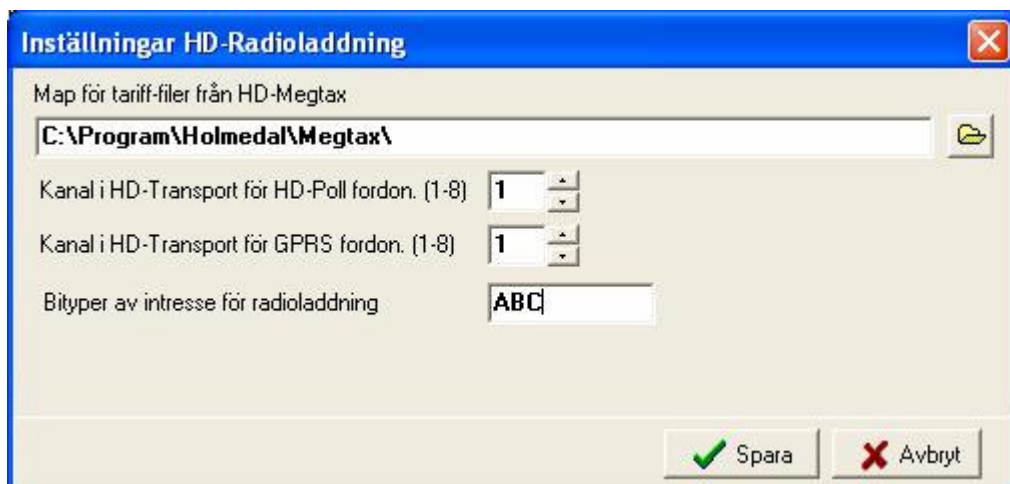 Inställningar HD-Radioladdning
Map för tariff-filer från HD-Megtax
C:\Program\Holmedal\Megtax\
Kanal i HD-Transport för HD-Poll fordon. (1-8) 1
Kanal i HD-Transport för GPRS fordon. (1-8) 1
Bityper av intresse för radioladdning ABC
Spara Avbryt